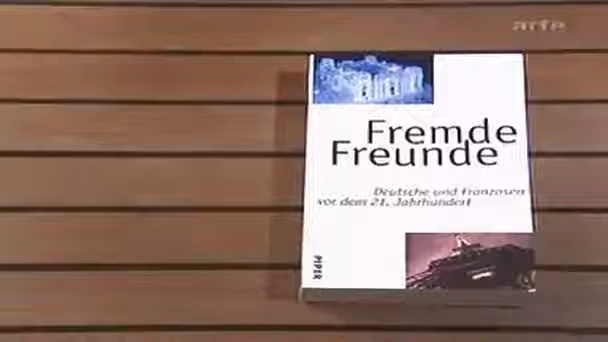 arte
Fremde
Freunde
Deutsche und Franzosen
vor dem 21. Jahrhundert
PIPER